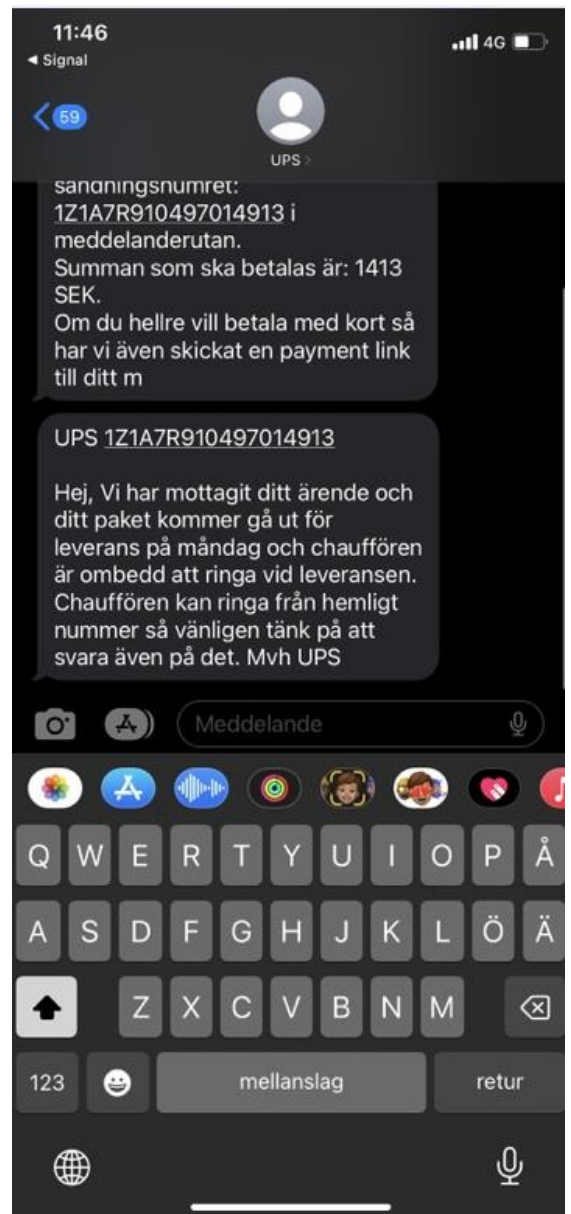 11:46
◀ Signal
4G
59
UPS
sändningsnumret:
1Z1A7R910497014913 i
meddelanderutan.
Summan som ska betalas är: 1413
SEK.
Om du hellre vill betala med kort så
har vi även skickat en payment link
till ditt m
UPS 1Z1A7R910497014913
Hej, Vi har mottagit ditt ärende och
ditt paket kommer gå ut för
leverans på måndag och chauffören
är ombedd att ringa vid leveransen.
Chauffören kan ringa från hemligt
nummer så vänligen tänk på att
svara även på det. Mvh UPS
Meddelande
Q W E R T Y U I O P Å
A S D F G H J K L Ö Ä
Z X C V B N M
123 mellanslag retur